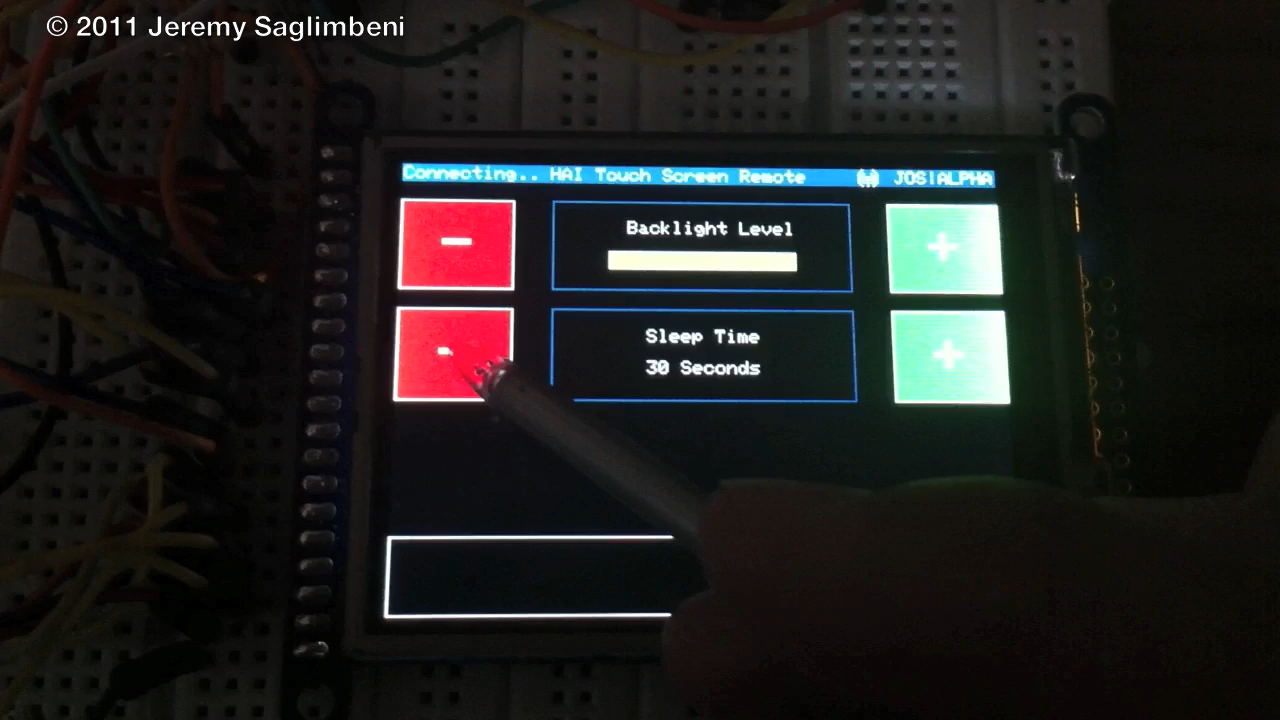 © 2011 Jeremy Saglimbeni
Connecting.. HAI Touch Screen Remote JOS|ALPHA
- Backlight Level +
- Sleep Time +
30 Seconds